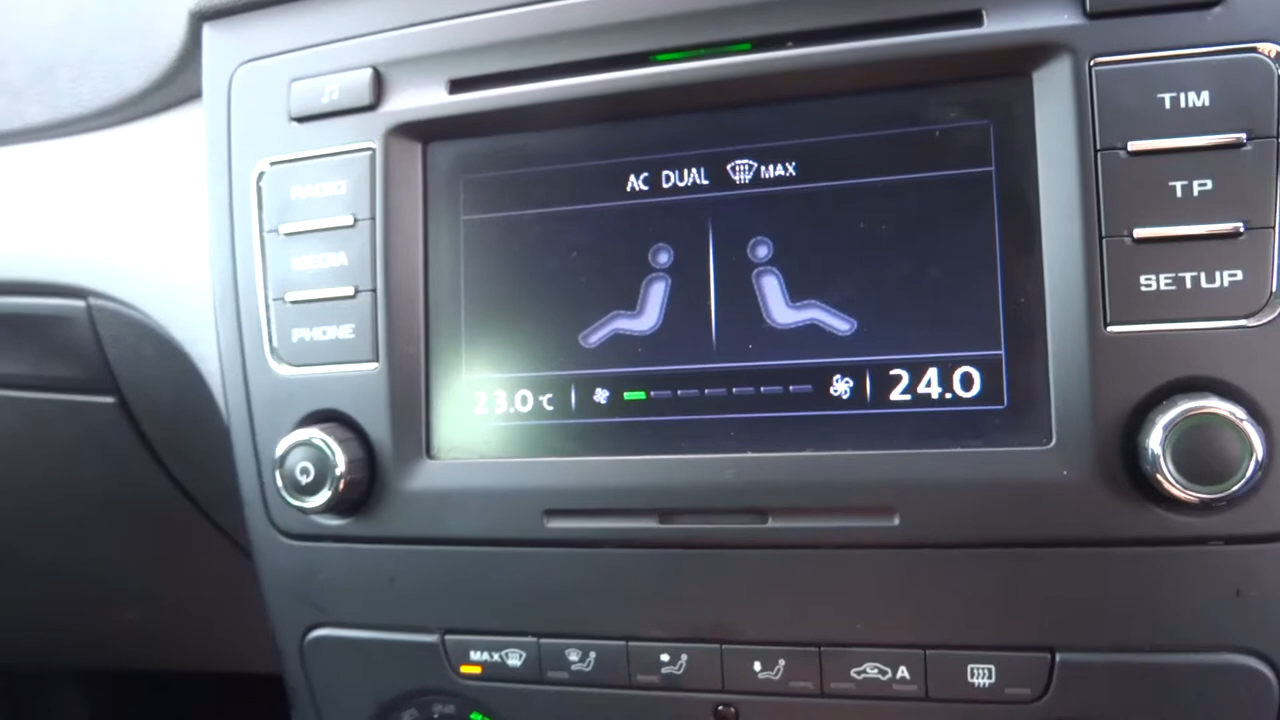 RADIO
MEDIA
PHONE
AC DUAL MAX
23.0 °C
24.0
TIM
TP
SETUP
MAX
A